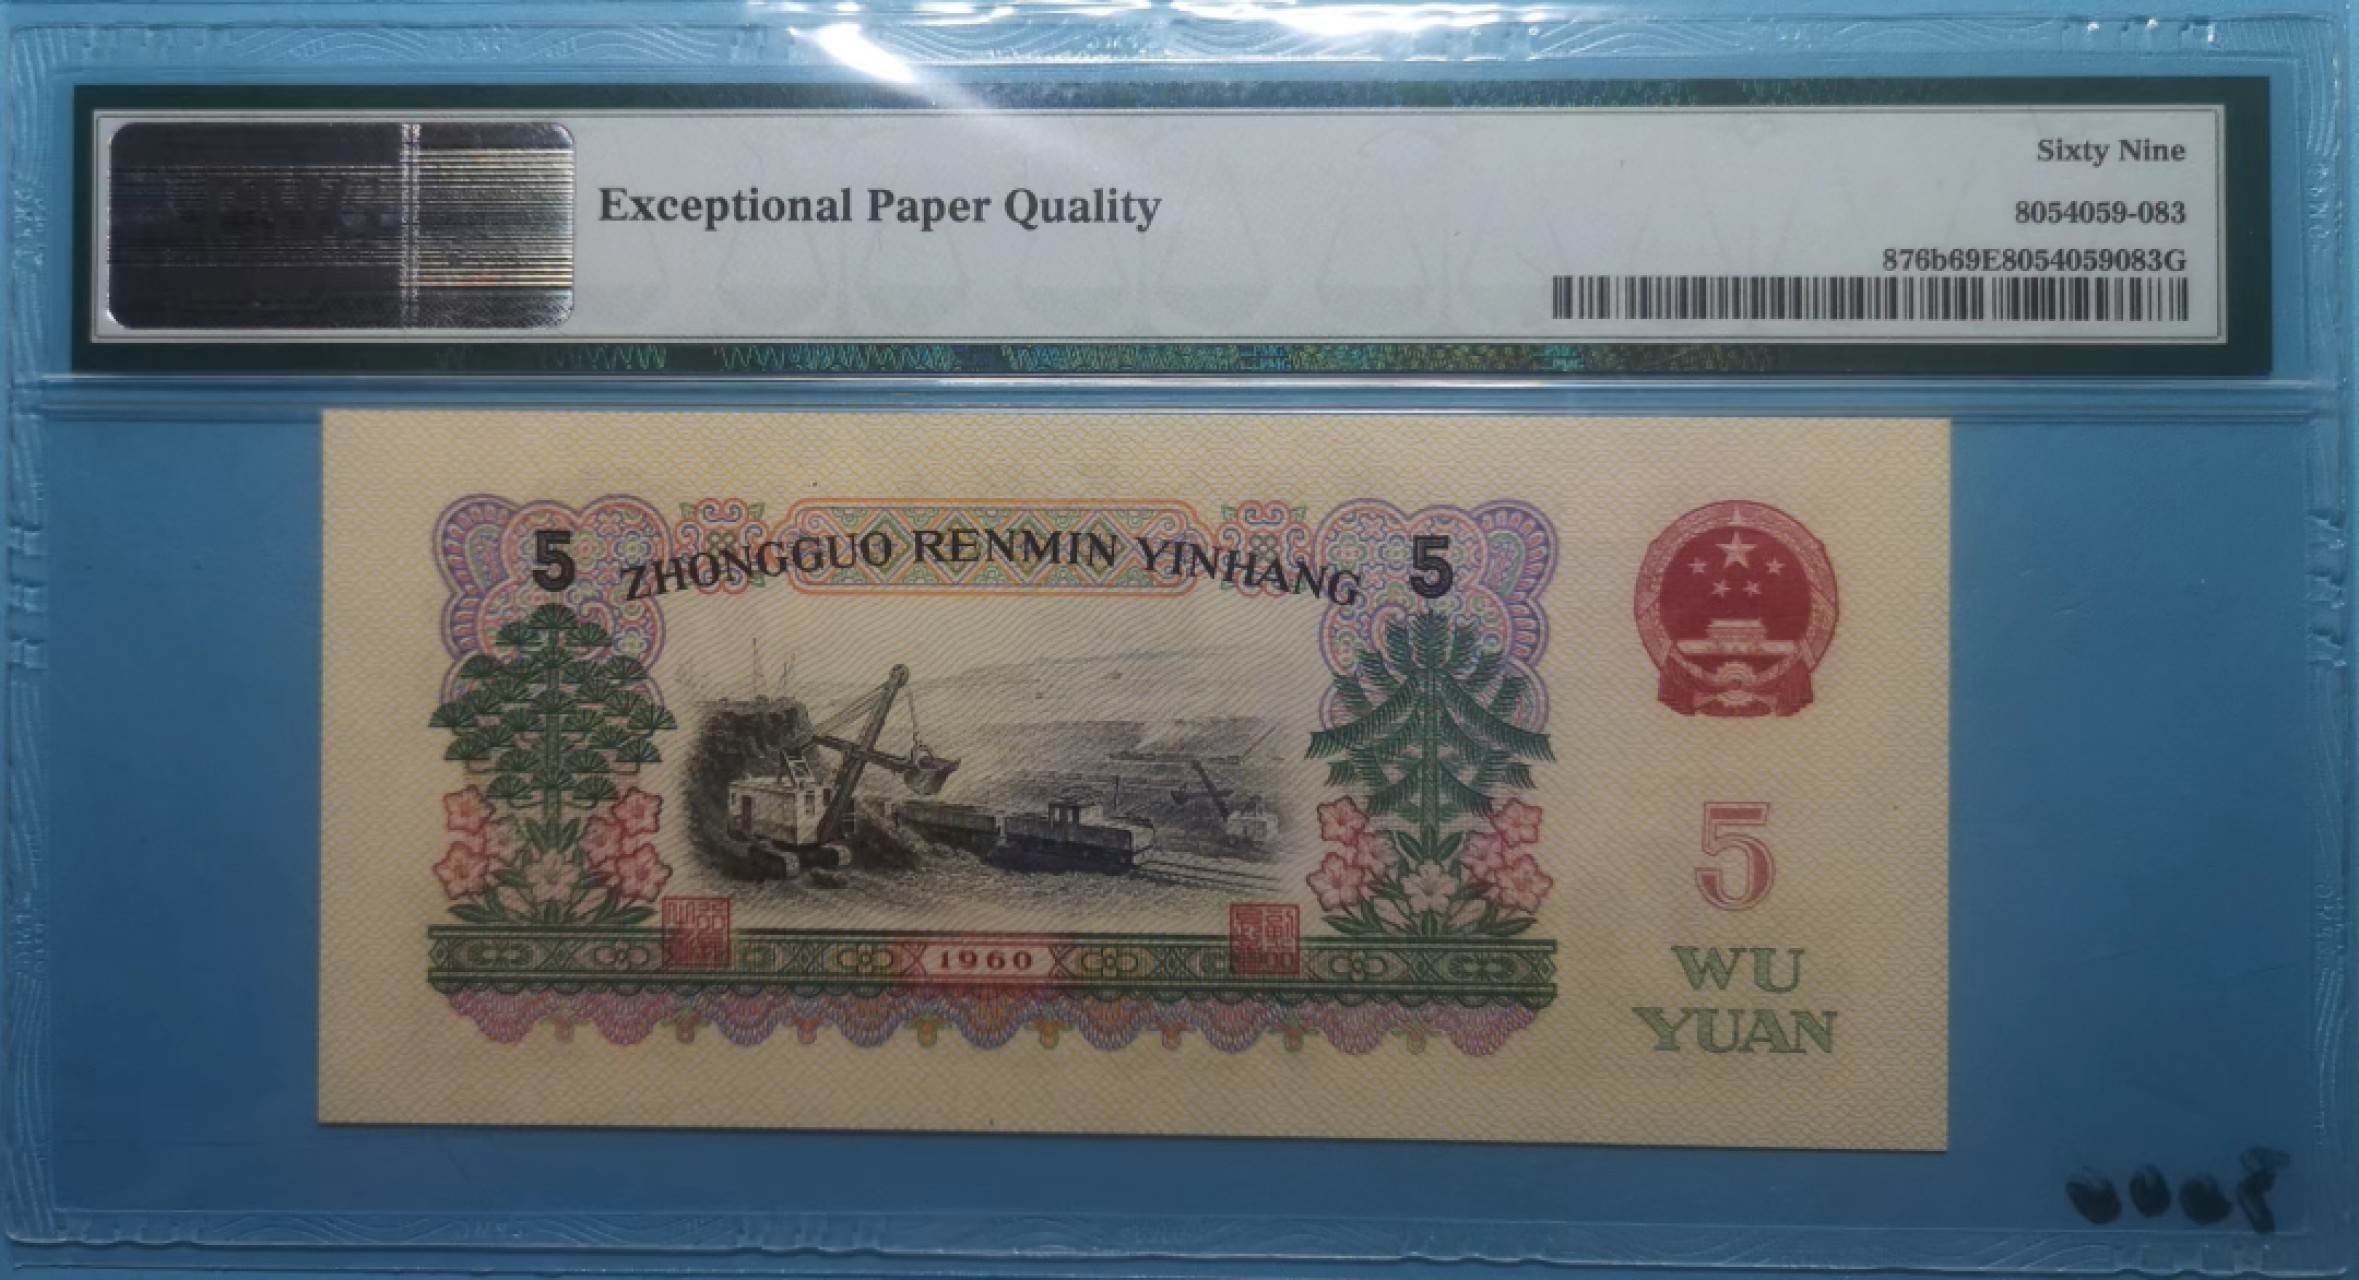 Sixty Nine
Exceptional Paper Quality
8054059-083
876b69E8054059083G
5 ZHONGGUO RENMIN YINHANG 5
1960
5
WU
YUAN